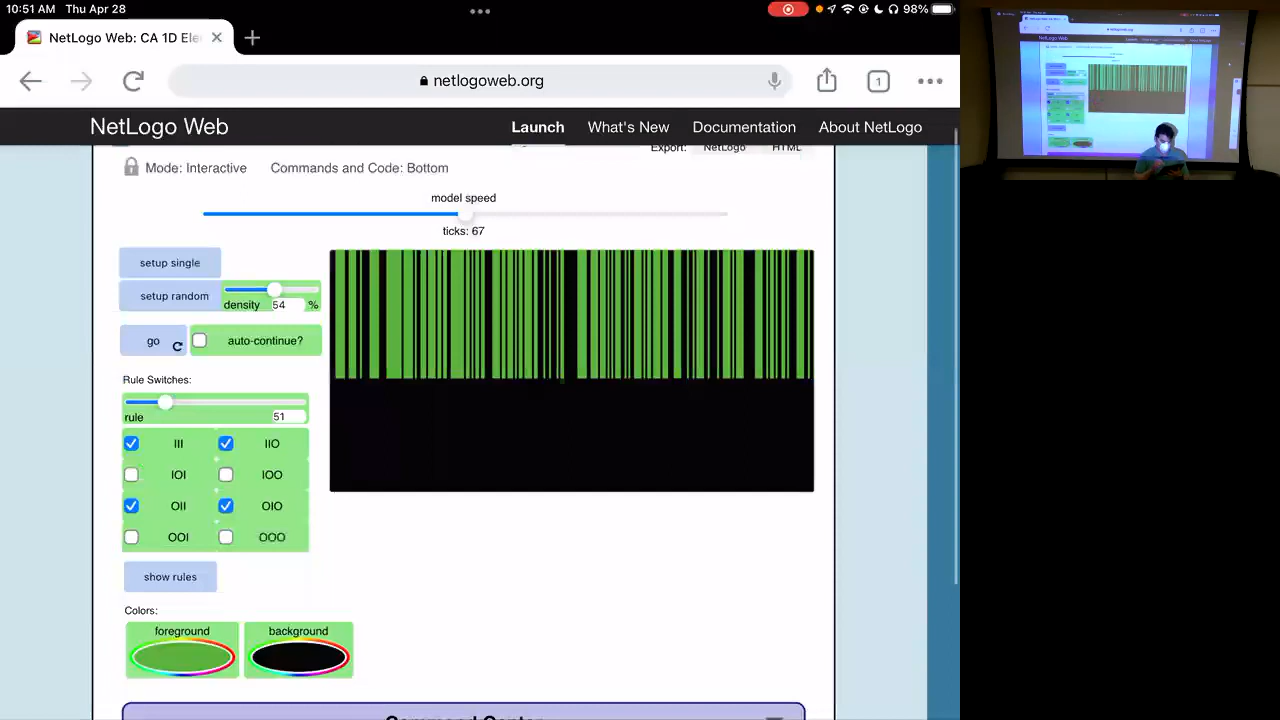 10:51 AM Thu Apr 28
98%
NetLogo Web: CA 1D Ele
netlogoweb.org
1
NetLogo Web
Launch
What's New
Documentation
About NetLogo
Mode: Interactive
Commands and Code: Bottom
Export:
NetLogo
HTML
model speed
ticks: 67
setup single
setup random
density 54 %
go
auto-continue?
Rule Switches:
rule 51
III
IIO
IOI
IOO
OII
OIO
OOI
OOO
show rules
Colors:
foreground
background
Command Center